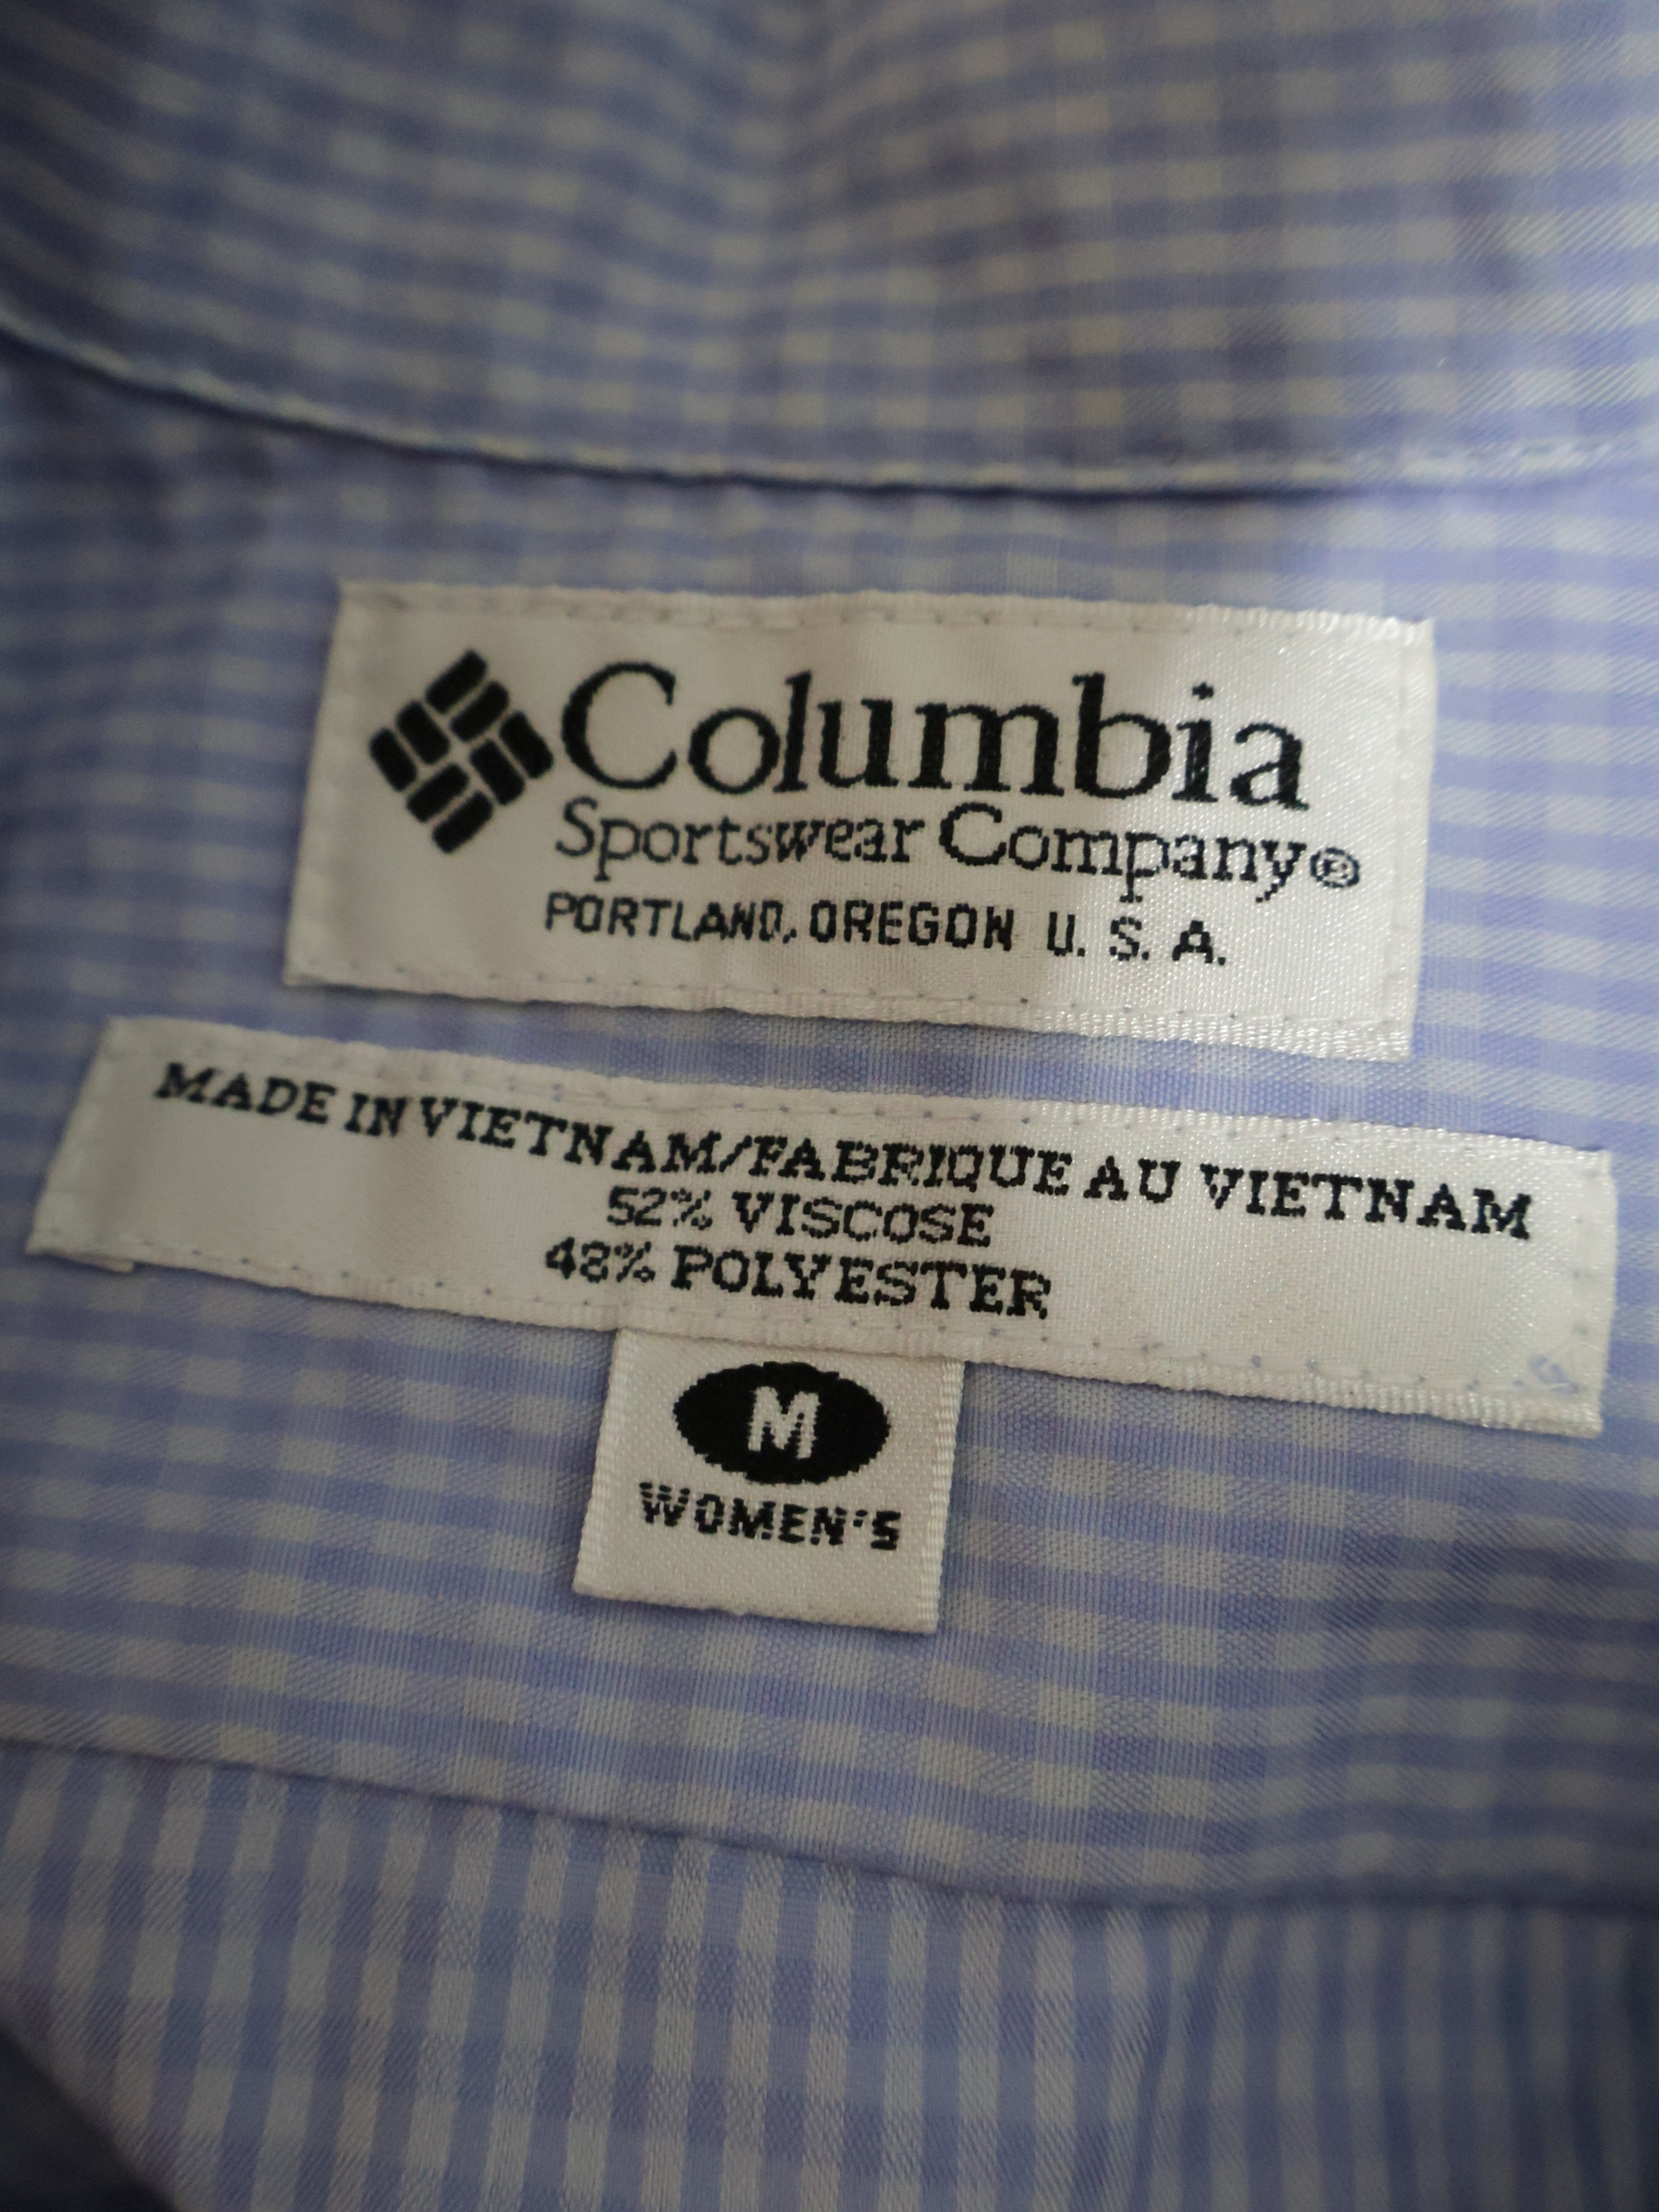 Columbia
Sportswear Company®
PORTLAND, OREGON U.S.A.
MADE IN VIETNAM/FABRIQUE AU VIETNAM
52% VISCOSE
48% POLYESTER
M
WOMEN'S